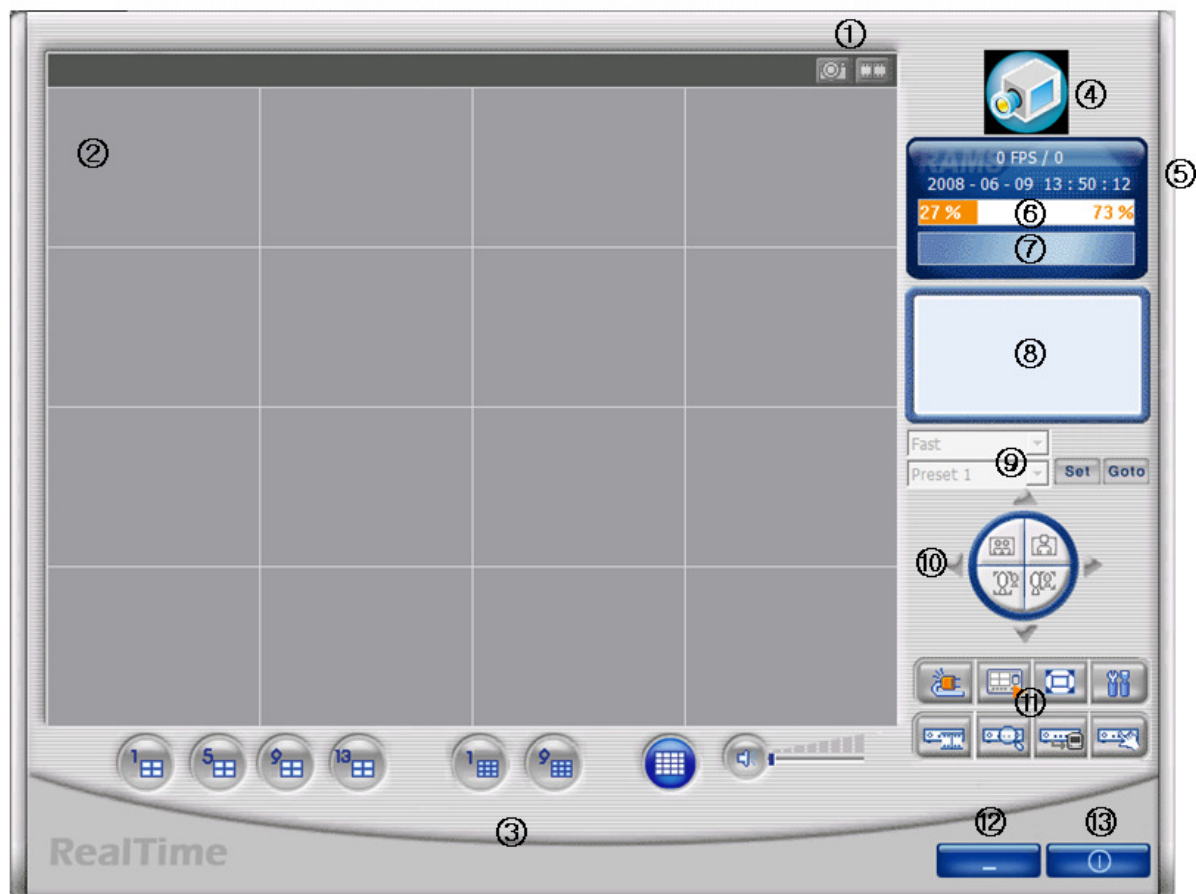 ①
②
④
RAMS
0 FPS / 0
⑤
2008 - 06 - 09 13 : 50 : 12
27 % ⑥ 73 %
⑦
⑧
Fast
⑨
Preset 1 Set Goto
⑩
⑪
1 5 9 13 1 9
③
RealTime
⑫ ⑬